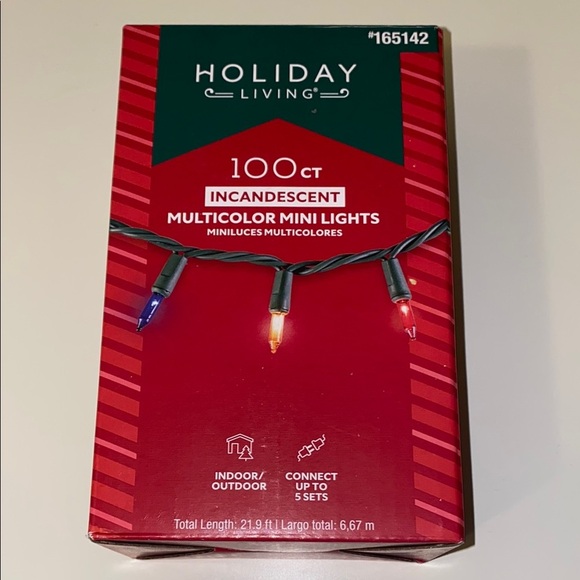 #165142
HOLIDAY
LIVING®
100CT
INCANDESCENT
MULTICOLOR MINI LIGHTS
MINILUCES MULTICOLORES
INDOOR/
OUTDOOR
CONNECT
UP TO
5 SETS
Total Length: 21.9 ft | Largo total: 6,67 m